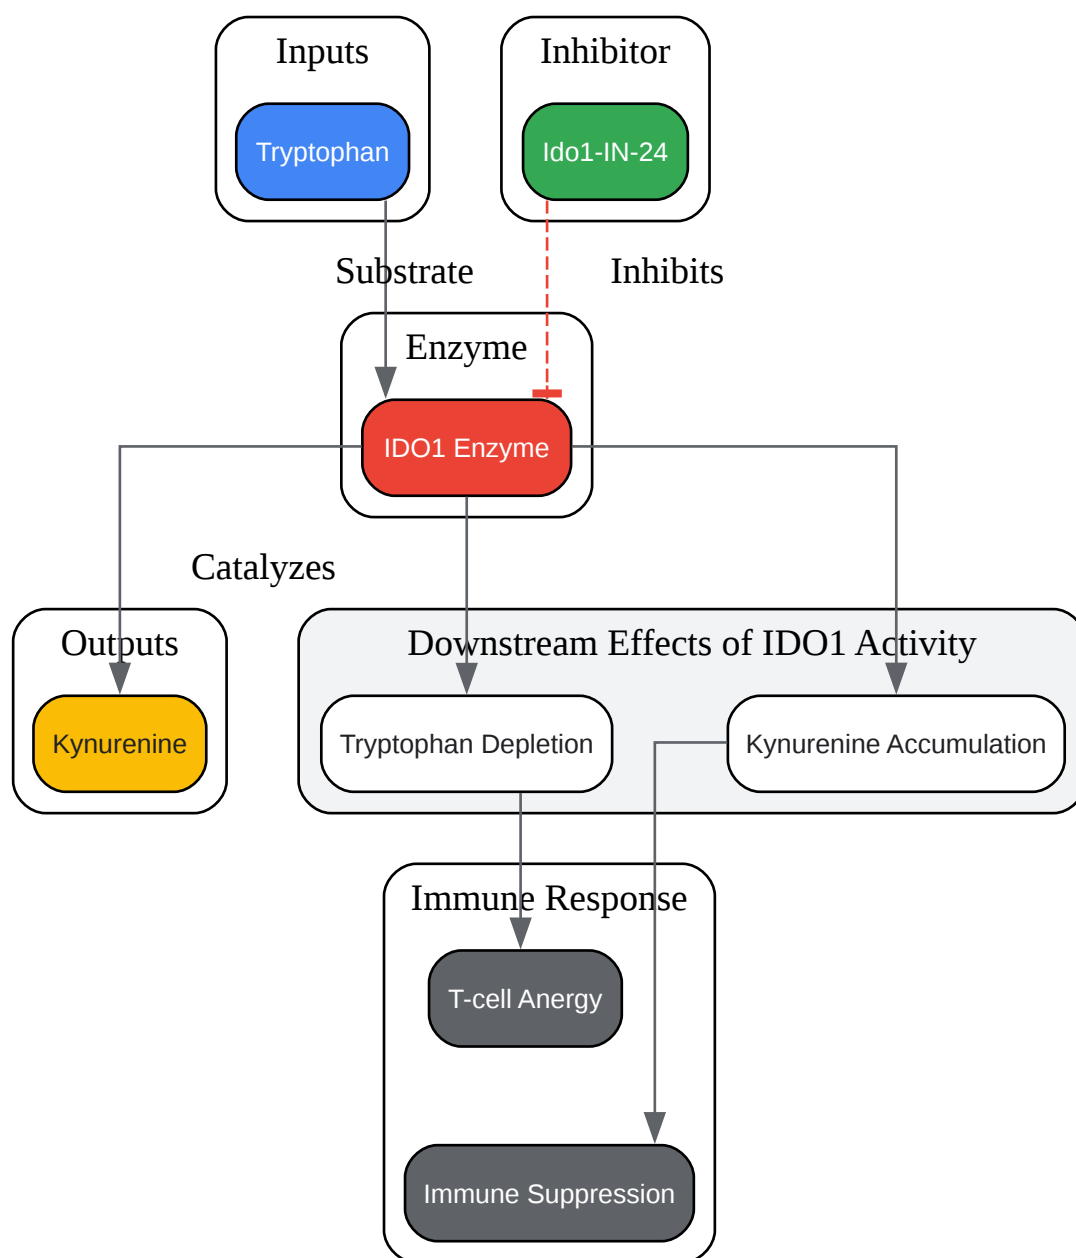 Inputs
Inhibitor
Tryptophan
Ido1-IN-24
Substrate
Inhibits
Enzyme
IDO1 Enzyme
Catalyzes
Outputs
Downstream Effects of IDO1 Activity
Kynurenine
Tryptophan Depletion
Kynurenine Accumulation
Immune Response
T-cell Anergy
Immune Suppression